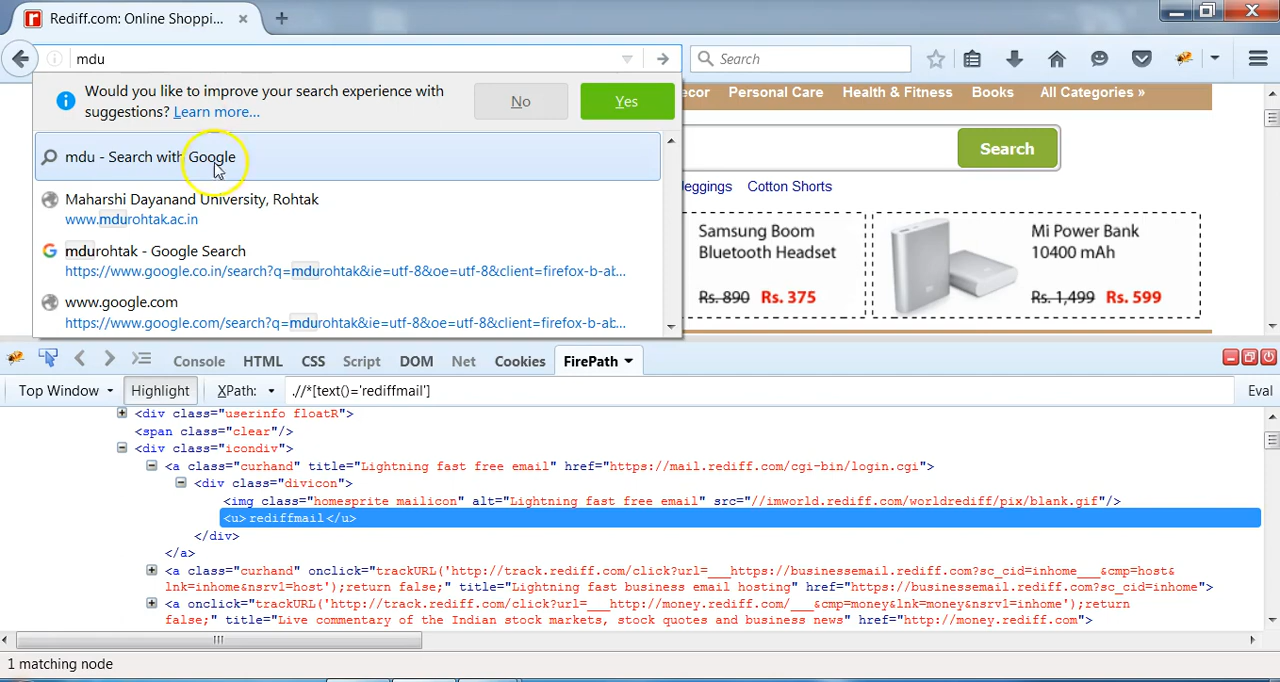 Rediff.com: Online Shoppi...
mdu
Search
Would you like to improve your search experience with
suggestions? Learn more...
No
Yes
mdu - Search with Google
Maharshi Dayanand University, Rohtak
www.mdurohtak.ac.in
mdurohtak - Google Search
https://www.google.co.in/search?q=mdurohtak&ie=utf-8&oe=utf-8&client=firefox-b-ab...
www.google.com
https://www.google.com/search?q=mdurohtak&ie=utf-8&oe=utf-8&client=firefox-b-ab...
Personal Care
Health & Fitness
Books
All Categories »
Search
Cotton Shorts
Samsung Boom
Bluetooth Headset
Rs. 890 Rs. 375
Mi Power Bank
10400 mAh
Rs. 1,499 Rs. 599
Console HTML CSS Script DOM Net Cookies FirePath
Top Window Highlight XPath: .//*[text()='rediffmail'] Eval
<div class="userinfo floatR">
<span class="clear"/>
<div class="icondiv">
<a class="curhand" title="Lightning fast free email" href="https://mail.rediff.com/cgi-bin/login.cgi">
<div class="divicon">
<img class="homesprite mailicon" alt="Lightning fast free email" src="//imworld.rediff.com/worldrediff/pix/blank.gif"/>
<u> rediffmail </u>
</div>
</a>
<a class="curhand" onclick="trackURL('http://track.rediff.com/click?url=___https://businessemail.rediff.com?sc_cid=inhome___&cmp=host&
lnk=inhome&nsrv1=host');return false;" title="Lightning fast business email hosting" href="https://businessemail.rediff.com?sc_cid=inhome">
<a onclick="trackURL('http://track.rediff.com/click?url=___http://money.rediff.com/___&cmp=money&lnk=money&nsrv1=inhome');return
false;" title="Live commentary of the Indian stock markets, stock quotes and business news" href="http://money.rediff.com">
1 matching node